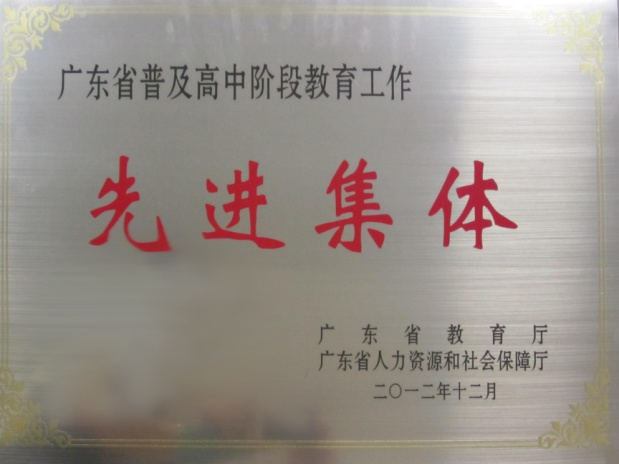 广东省普及高中阶段教育工作
先进集体
广东省教育厅
广东省人力资源和社会保障厅
二〇一二年十二月